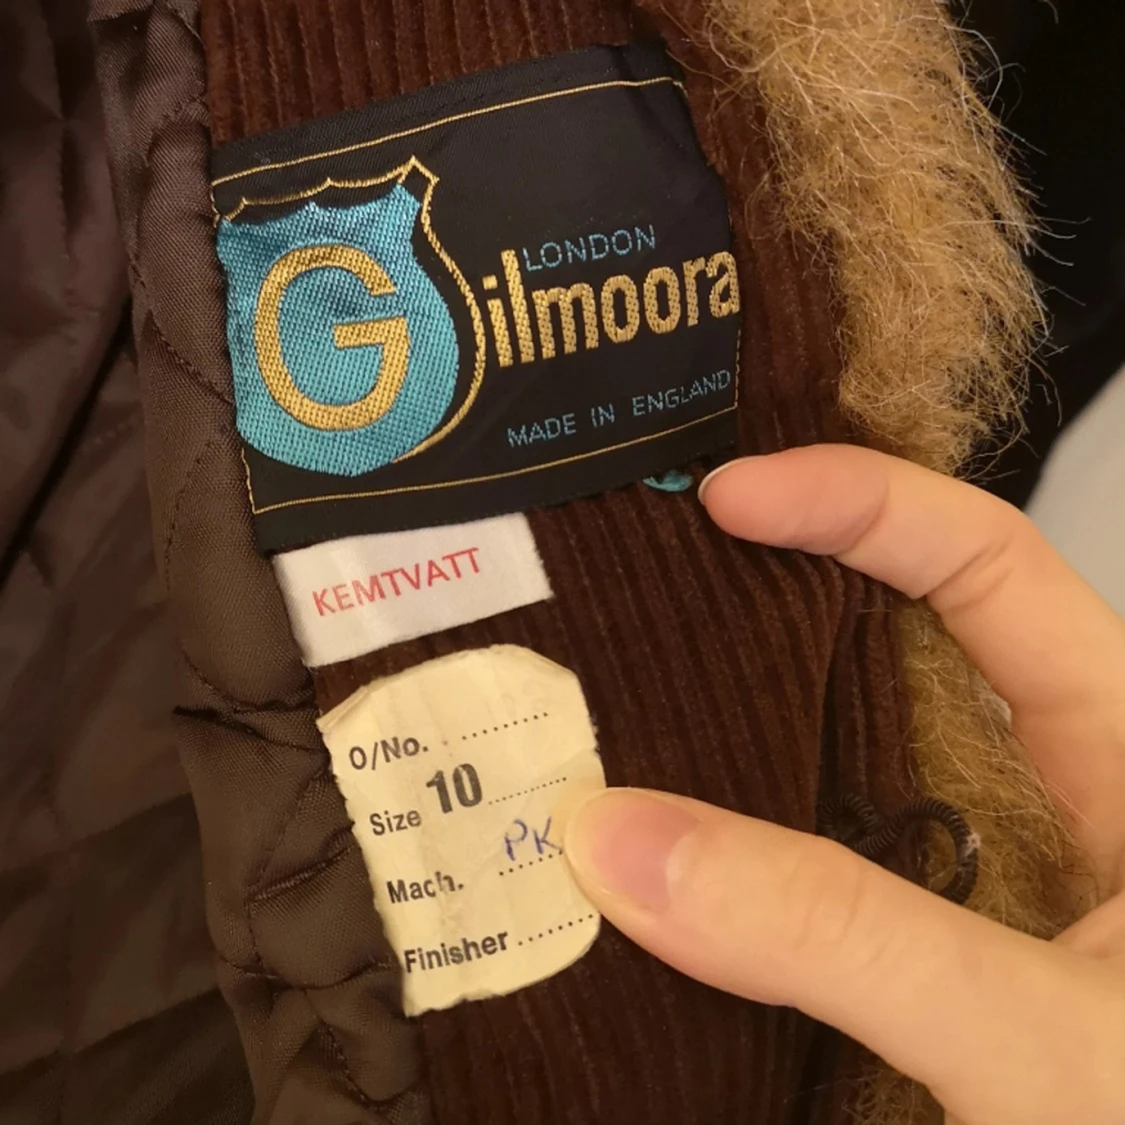 LONDON
Gilmoora
MADE IN ENGLAND
KEMTVATT
O/No. ..........
Size 10 ..........
PK
Mach. ..........
Finisher ..........